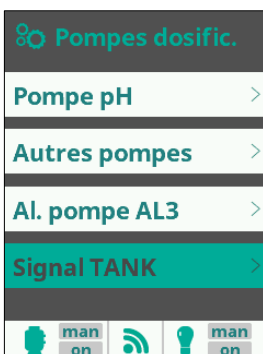 Pompes dosific.
Pompe pH
Autres pompes
Al. pompe AL3
Signal TANK
man man
on on